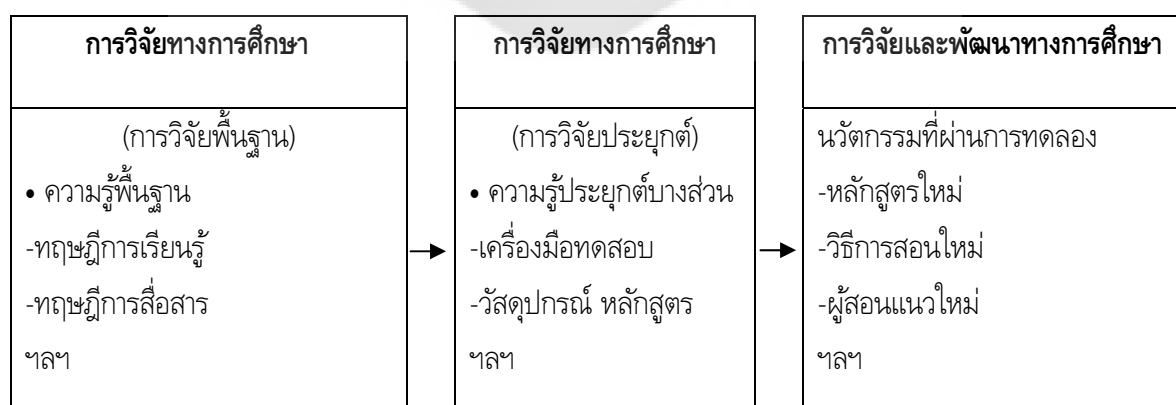 การวิจัยทางการศึกษา
(การวิจัยพื้นฐาน)
• ความรู้พื้นฐาน
-ทฤษฎีการเรียนรู้
-ทฤษฎีการสื่อสาร
ฯลฯ
การวิจัยทางการศึกษา
(การวิจัยประยุกต์)
• ความรู้ประยุกต์บางส่วน
-เครื่องมือทดสอบ
-วัสดุปกรณ์ หลักสูตร
ฯลฯ
การวิจัยและพัฒนาทางการศึกษา
นวัตกรรมที่ผ่านการทดลอง
-หลักสูตรใหม่
-วิธีการสอนใหม่
-ผู้สอนแนวใหม่
ฯลฯ